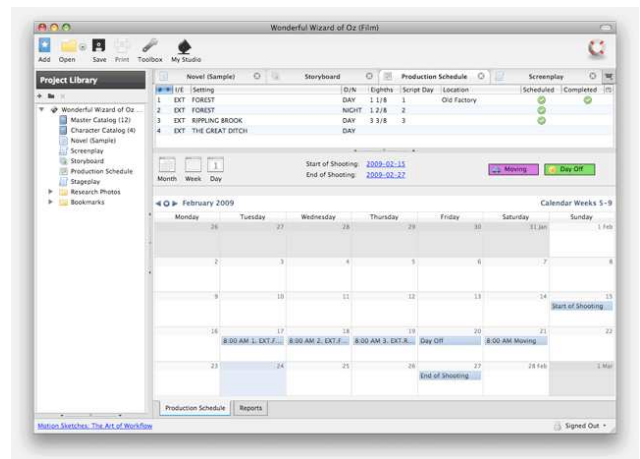 Wonderful Wizard of Oz (Film)
Add Open Save Print Toolbox My Studio
Project Library
Novel (Sample) Storyboard Production Schedule Screenplay
I/E Setting D/N Eighths Script Day Location Scheduled Completed
1 EXT FOREST DAY 1 1/8 1 Old Factory
2 EXT FOREST NIGHT 1 2/8 2
3 EXT RIPPLING BROOK DAY 3 3/8 3
4 EXT THE GREAT DITCH DAY
Wonderful Wizard of Oz ...
Master Catalog (12)
Character Catalog (4)
Novel (Sample)
Screenplay
Storyboard
Production Schedule
Stageplay
Research Photos
Bookmarks
1
Month Week Day
Start of Shooting: 2009-02-15
End of Shooting: 2009-02-27
Moving Day Off
February 2009 Calendar Weeks 5-9
Monday Tuesday Wednesday Thursday Friday Saturday Sunday
26 27 28 29 30 31 Jan 1 Feb
2 3 4 5 6 7 8
9 10 11 12 13 14 15
Start of Shooting
16 17 18 19 20 21 22
8:00 AM 1. EXT.F... 8:00 AM 2. EXT.F... 8:00 AM 3. EXT.R... Day Off 8:00 AM Moving
23 24 25 26 27 28 Feb 1 Mar
End of Shooting
Production Schedule Reports
Motion Sketches: The Art of Workflow Signed Out